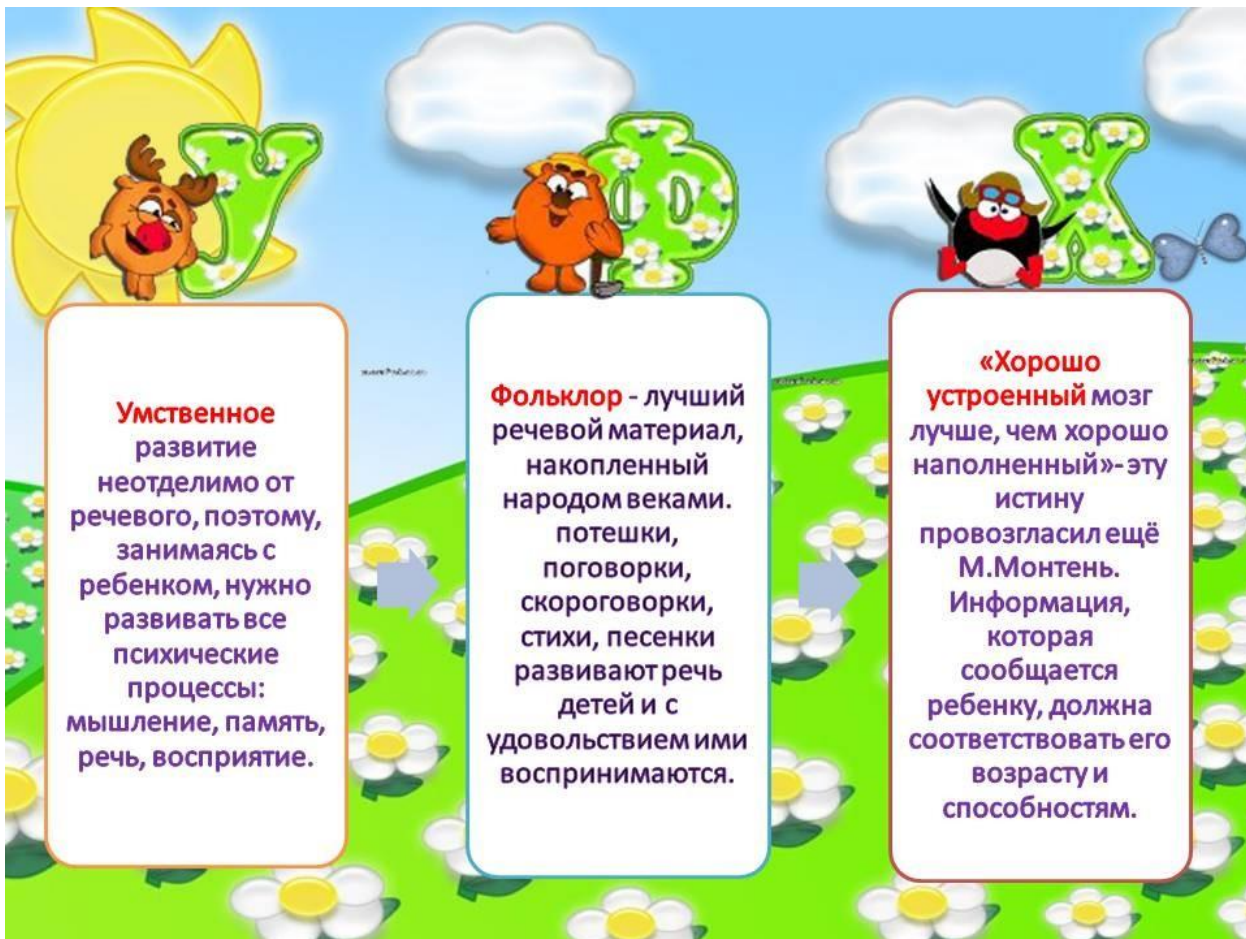 У
Умственное
развитие
неотделимо от
речевого, поэтому,
занимаясь с
ребенком, нужно
развивать все
психические
процессы:
мышление, память,
речь, восприятие.
Ф
Фольклор - лучший
речевой материал,
накопленный
народом веками.
потешки,
поговорки,
скороговорки,
стихи, песенки
развивают речь
детей и с
удовольствием ими
воспринимаются.
Х
«Хорошо
устроенный мозг
лучше, чем хорошо
наполненный»- эту
истину
провозгласил ещё
М.Монтень.
Информация,
которая
сообщается
ребенку, должна
соответствовать его
возрасту и
способностям.